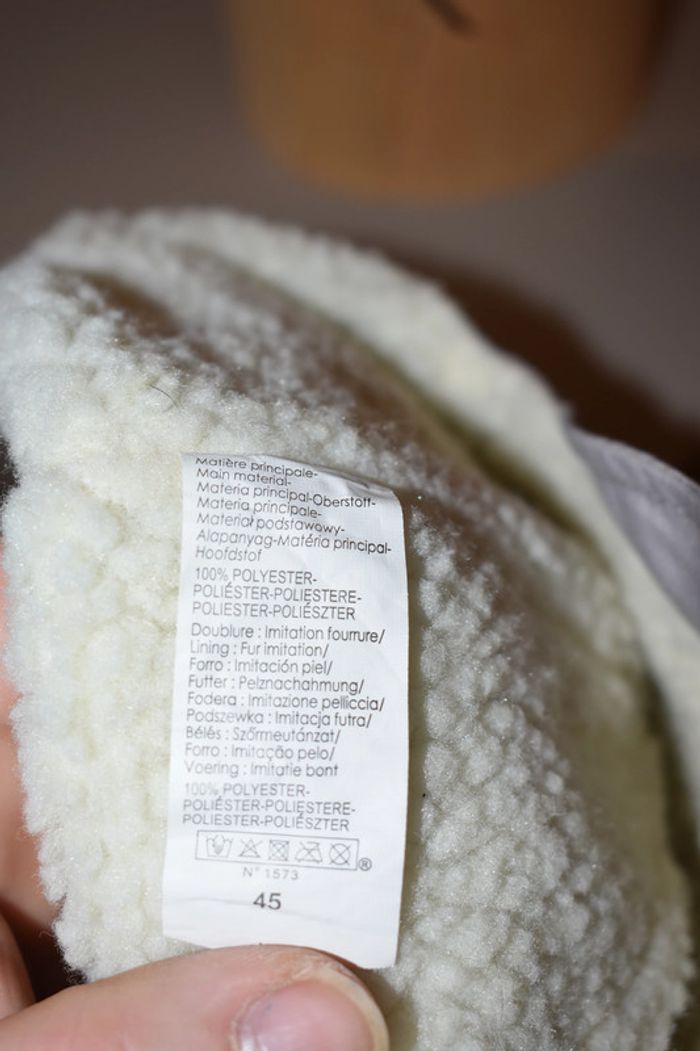 Matière principale-
Main material-
Materia principal-Oberstoff-
Materia principale-
Materiał podstawowy-
Alapanyag-Matéria principal-
Hoofdstof
100% POLYESTER-
POLIÉSTER-POLIESTERE-
POLIESTER-POLIÉSZTER
Doublure : Imitation fourrure/
Lining : Fur imitation/
Forro : Imitación piel/
Futter : Pelznachahmung/
Fodera : Imitazione pelliccia/
Podszewka : Imitacja futra/
Bélés : Szőrmeutánzat/
Forro : Imitação pelo/
Voering : Imitatie bont
100% POLYESTER-
POLIÉSTER-POLIESTERE-
POLIESTER-POLIÉSZTER
®
N° 1573
45